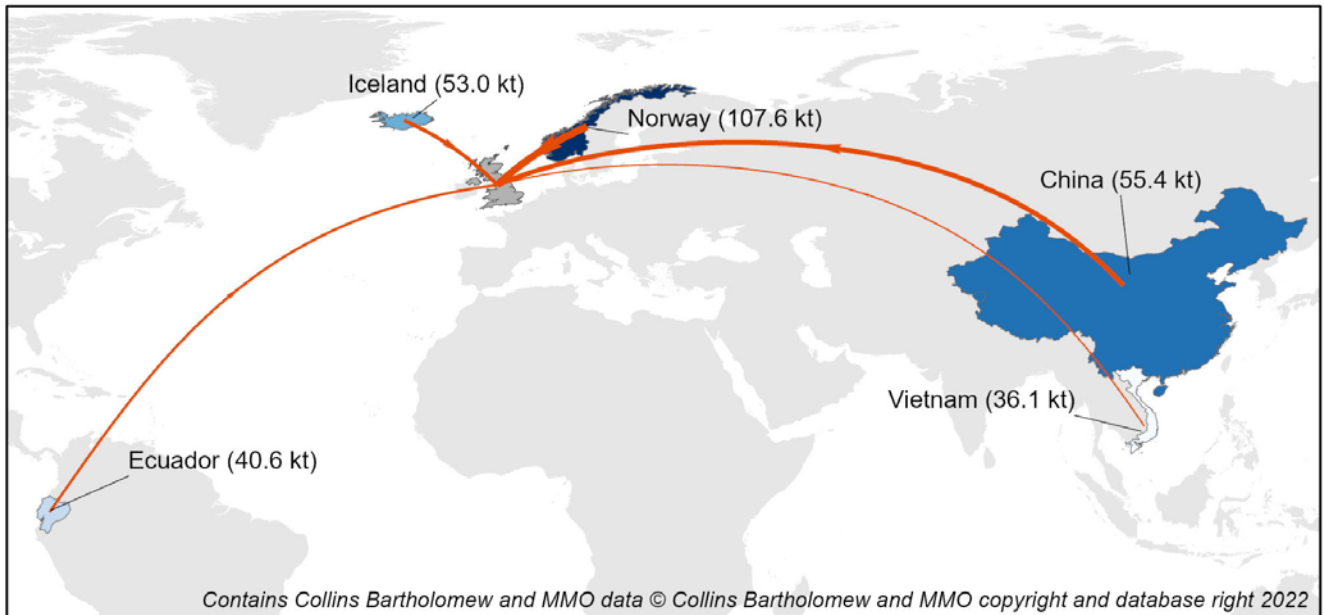 Iceland (53.0 kt)
Norway (107.6 kt)
China (55.4 kt)
Vietnam (36.1 kt)
Ecuador (40.6 kt)
Contains Collins Bartholomew and MMO data © Collins Bartholomew and MMO copyright and database right 2022